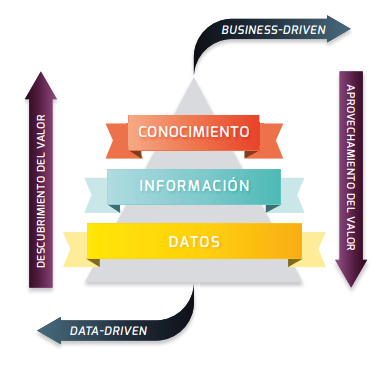 BUSINESS-DRIVEN
DESCUBRIMIENTO DEL VALOR
APROVECHAMIENTO DEL VALOR
CONOCIMIENTO
INFORMACIÓN
DATOS
DATA-DRIVEN